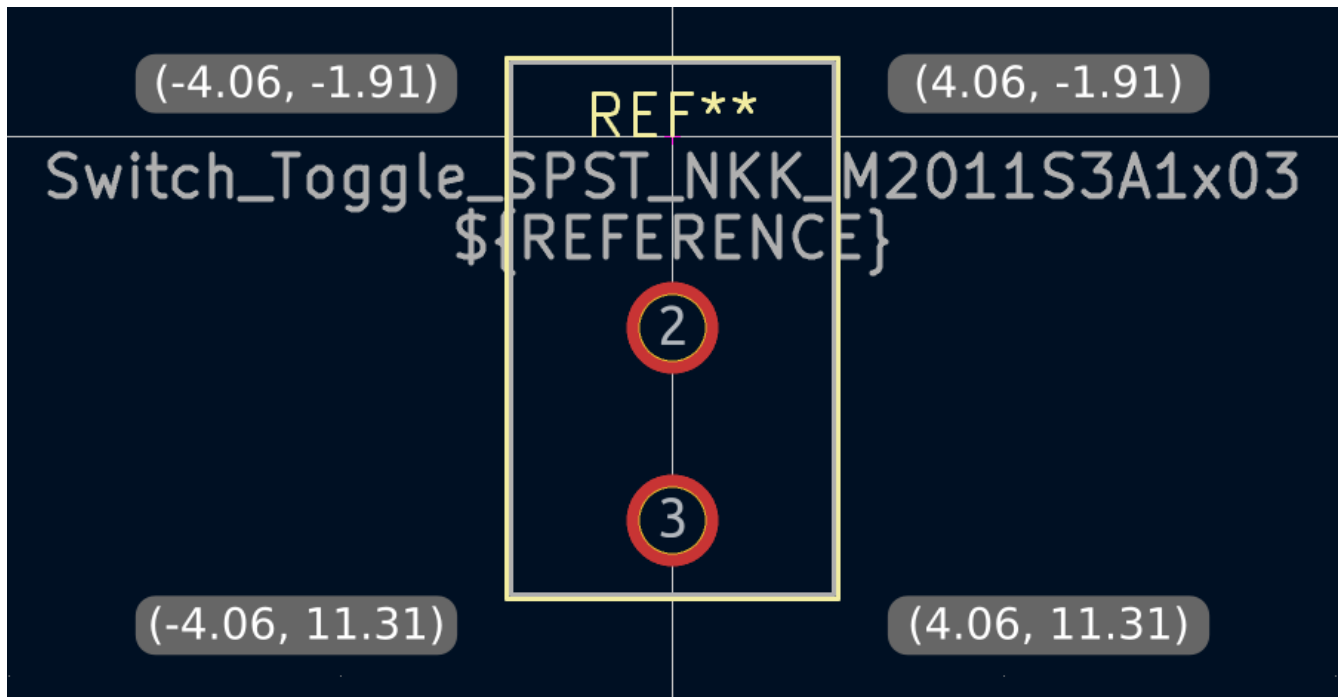 (-4.06, -1.91)
(4.06, -1.91)
REF**
Switch_Toggle_SPST_NKK_M2011S3A1x03
${REFERENCE}
2
3
(-4.06, 11.31)
(4.06, 11.31)